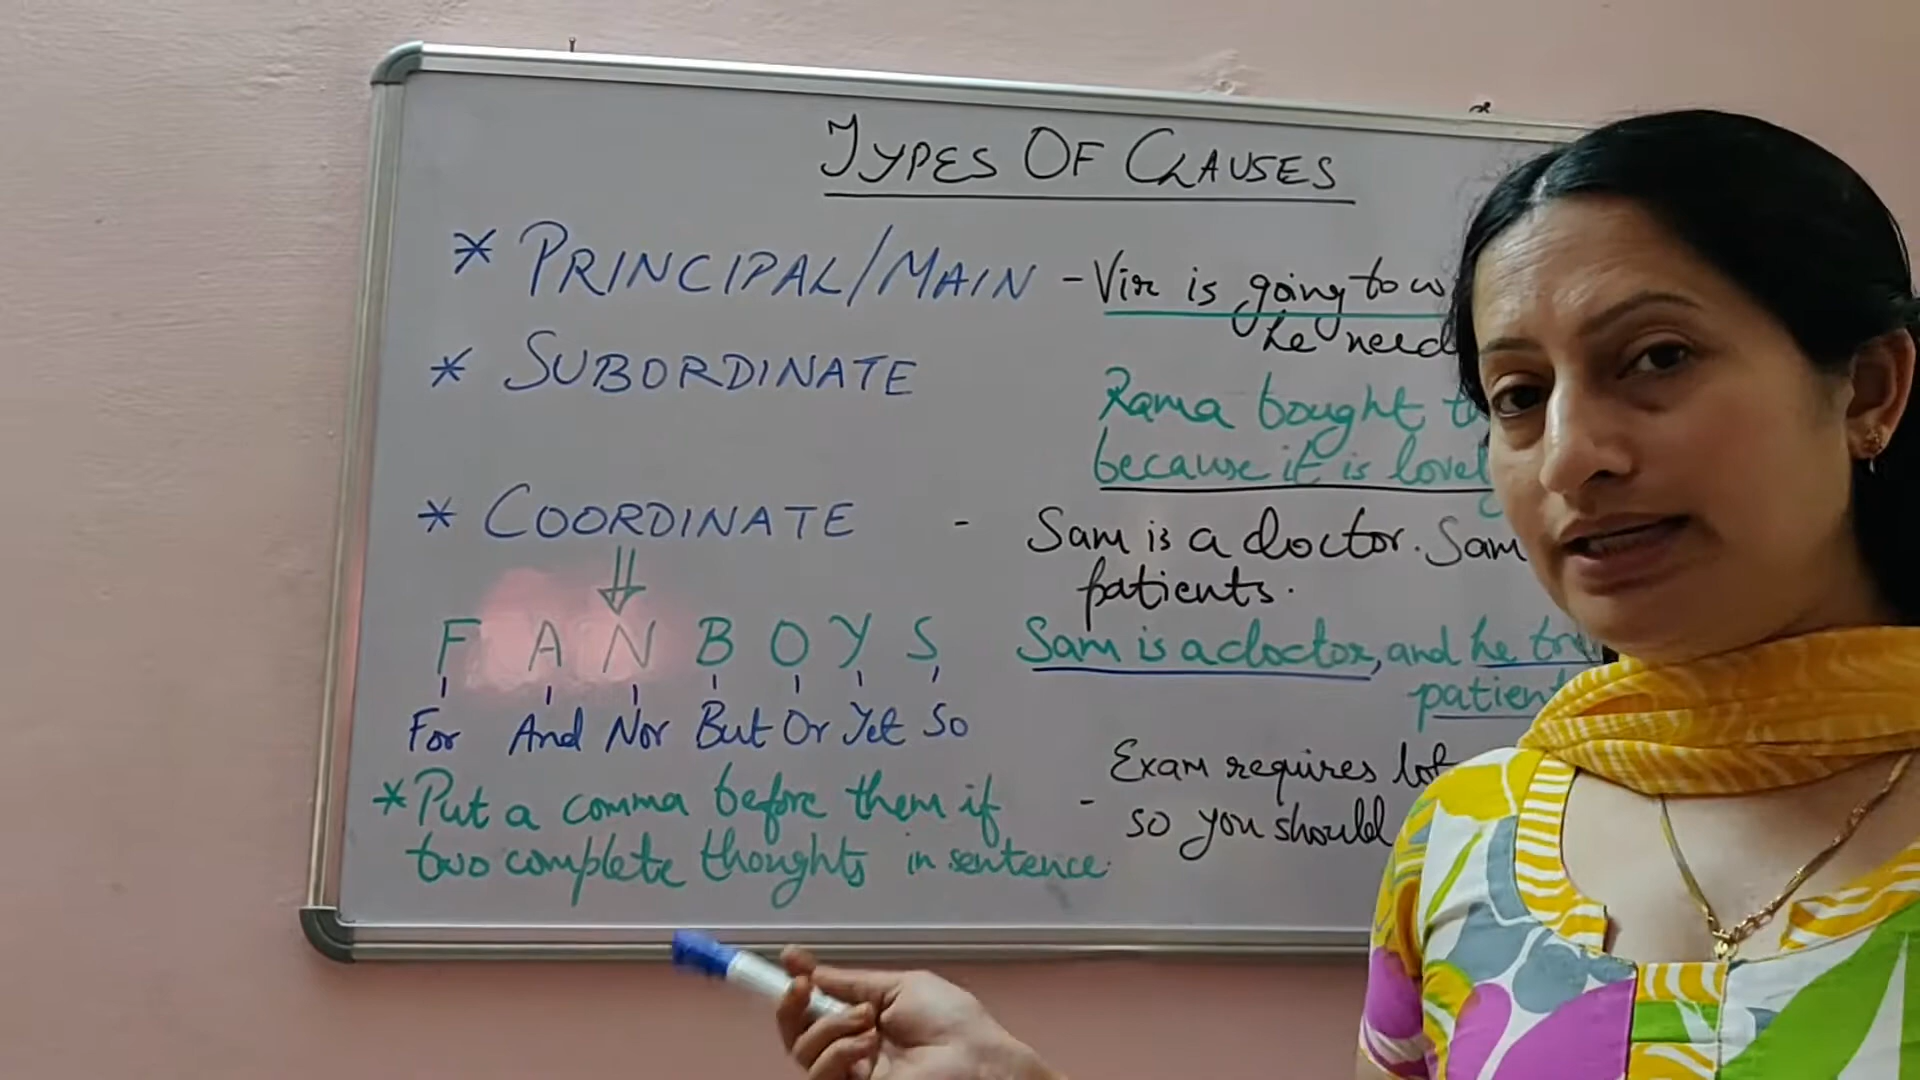 TYPES OF CLAUSES
* PRINCIPAL/MAIN - Vir is going to
he need
* SUBORDINATE
Rama bought
because it is
* COORDINATE - Sam is a doctor. Sam
patients.
F A N B O Y S
Sam is a doctor, and he
For And Nor But Or Yet So
Exam requires
* Put a comma before them if
- so you should
two complete thoughts in sentence.